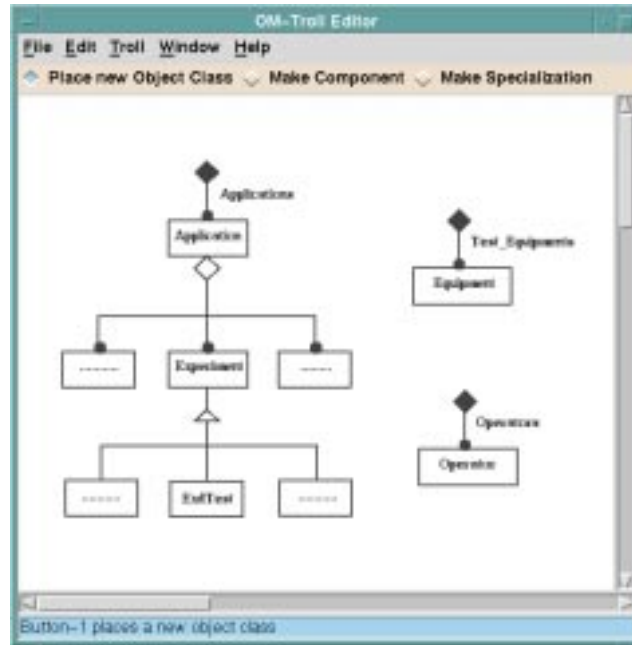 OM-Troll Editor
File Edit Troll Window Help
Place new Object Class Make Component Make Specialization
Applications
Application
Test_Equipments
Equipment
----- Experiment -----
Operators
Operator
----- ExfTest -----
Button-1 places a new object class